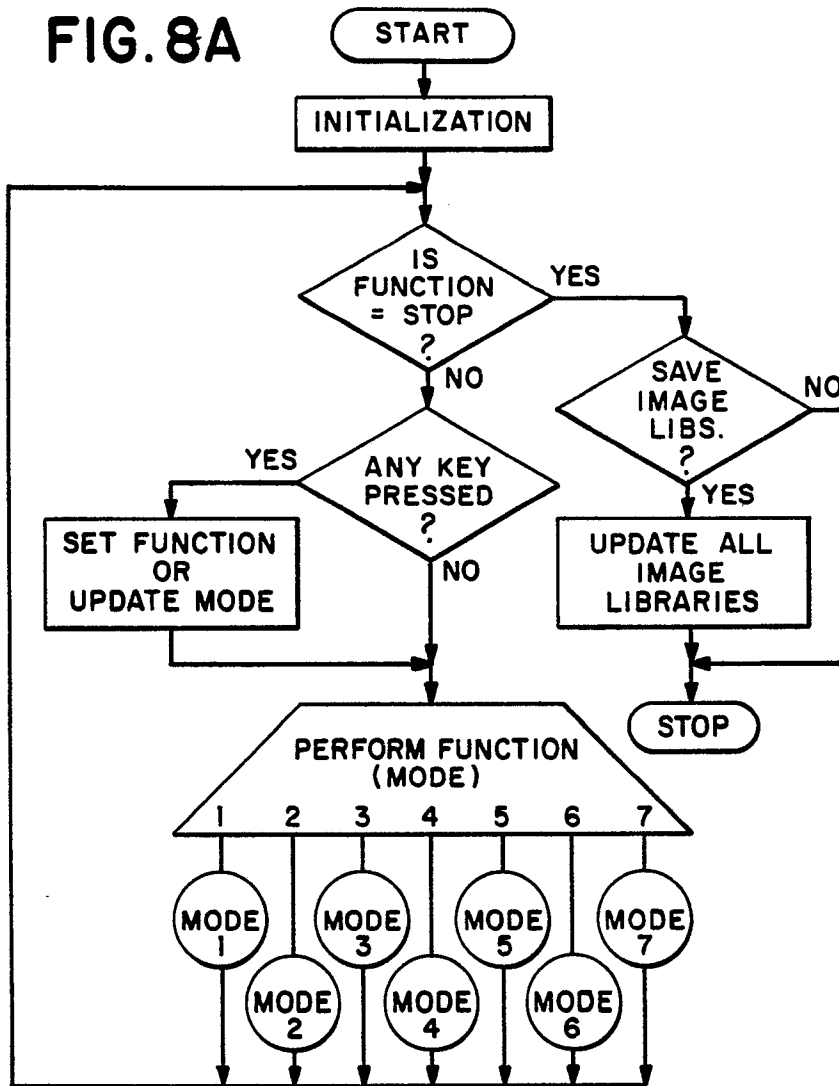 FIG. 8A
START
INITIALIZATION
IS
FUNCTION
= STOP
?
YES
NO
SAVE
IMAGE
LIBS.
?
NO
YES
ANY KEY
PRESSED
?
YES
NO
SET FUNCTION
OR
UPDATE MODE
UPDATE ALL
IMAGE
LIBRARIES
STOP
PERFORM FUNCTION
(MODE)
1 2 3 4 5 6 7
MODE
1
MODE
2
MODE
3
MODE
4
MODE
5
MODE
6
MODE
7